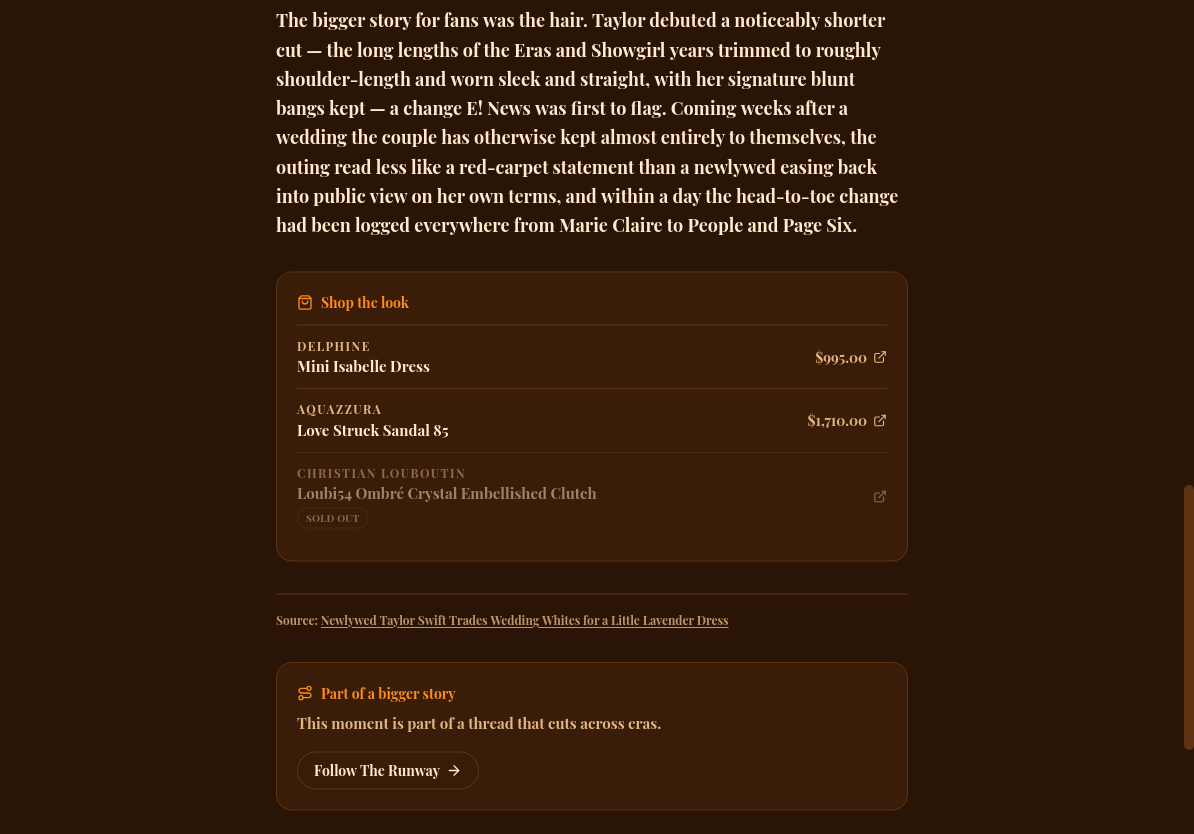 The bigger story for fans was the hair. Taylor debuted a noticeably shorter
cut — the long lengths of the Eras and Showgirl years trimmed to roughly
shoulder-length and worn sleek and straight, with her signature blunt
bangs kept — a change E! News was first to flag. Coming weeks after a
wedding the couple has otherwise kept almost entirely to themselves, the
outing read less like a red-carpet statement than a newlywed easing back
into public view on her own terms, and within a day the head-to-toe change
had been logged everywhere from Marie Claire to People and Page Six.
Shop the look
DELPHINE
Mini Isabelle Dress
$995.00
AQUAZZURA
Love Struck Sandal 85
$1,710.00
CHRISTIAN LOUBOUTIN
Loubi54 Ombré Crystal Embellished Clutch
SOLD OUT
Source: Newlywed Taylor Swift Trades Wedding Whites for a Little Lavender Dress
Part of a bigger story
This moment is part of a thread that cuts across eras.
Follow The Runway